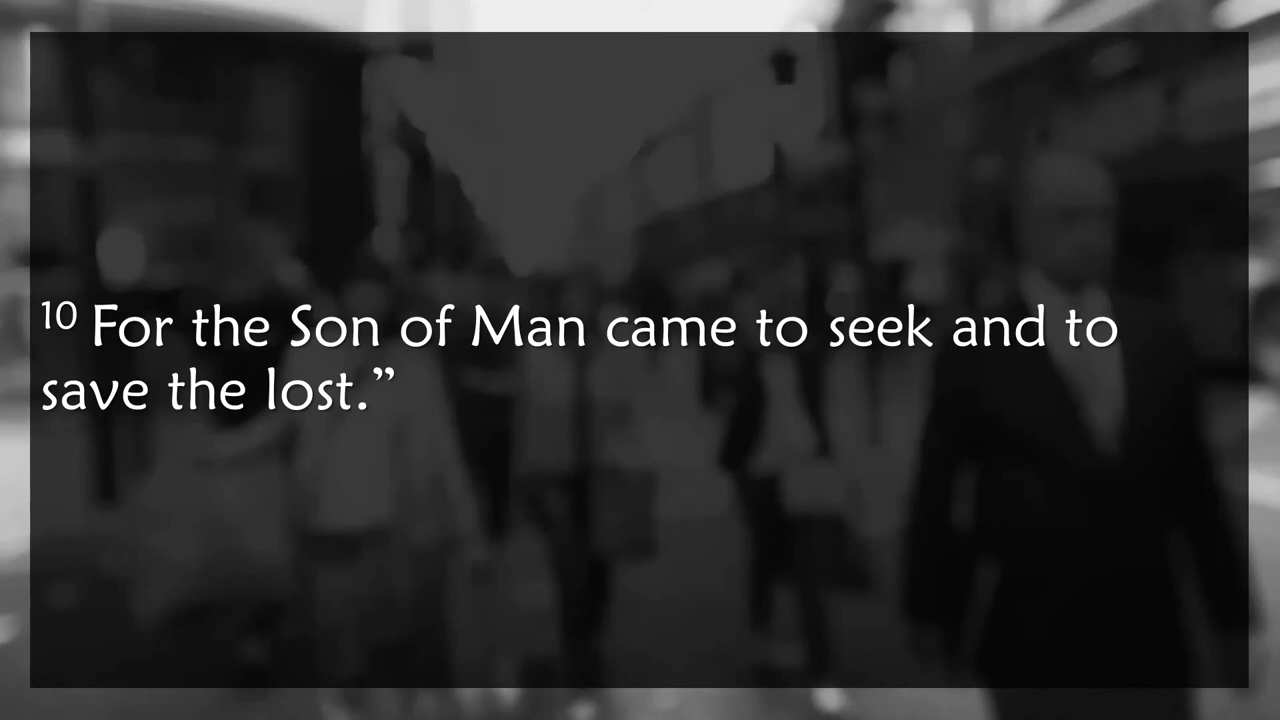 ¹⁰ For the Son of Man came to seek and to
save the lost.”